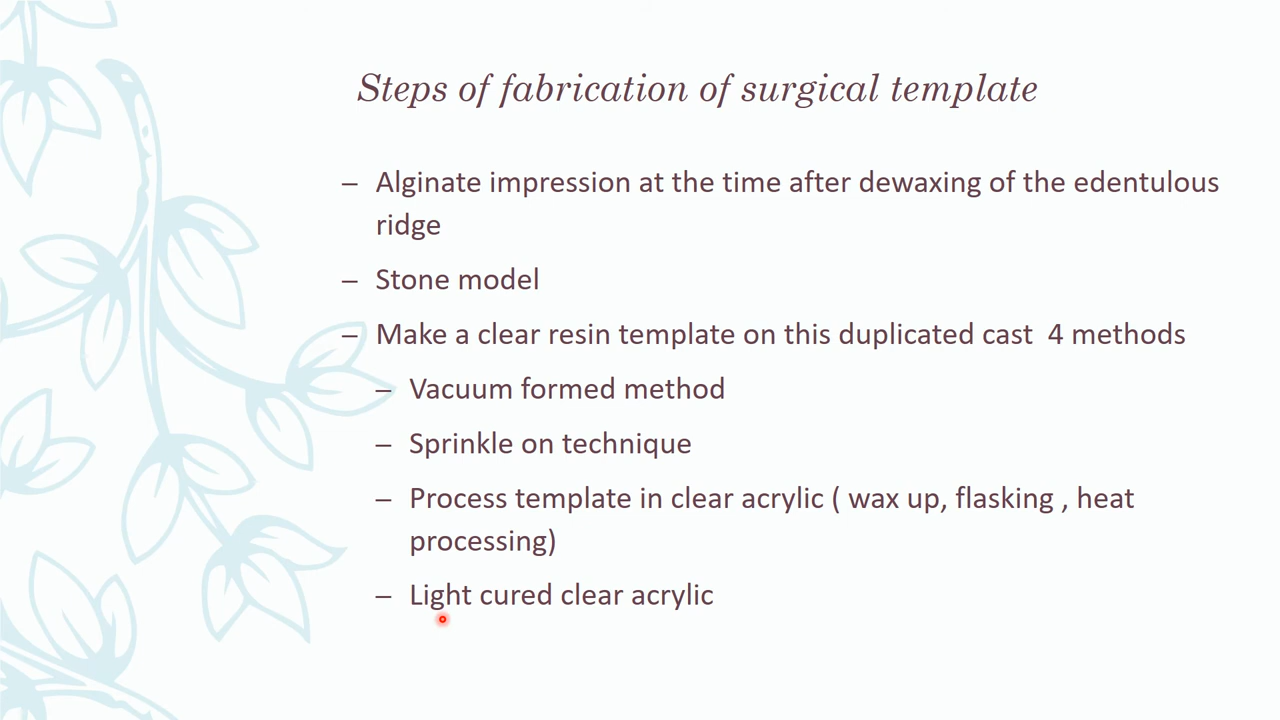 Steps of fabrication of surgical template
– Alginate impression at the time after dewaxing of the edentulous
ridge
– Stone model
– Make a clear resin template on this duplicated cast  4 methods
– Vacuum formed method
– Sprinkle on technique
– Process template in clear acrylic ( wax up, flasking , heat
processing)
– Light cured clear acrylic